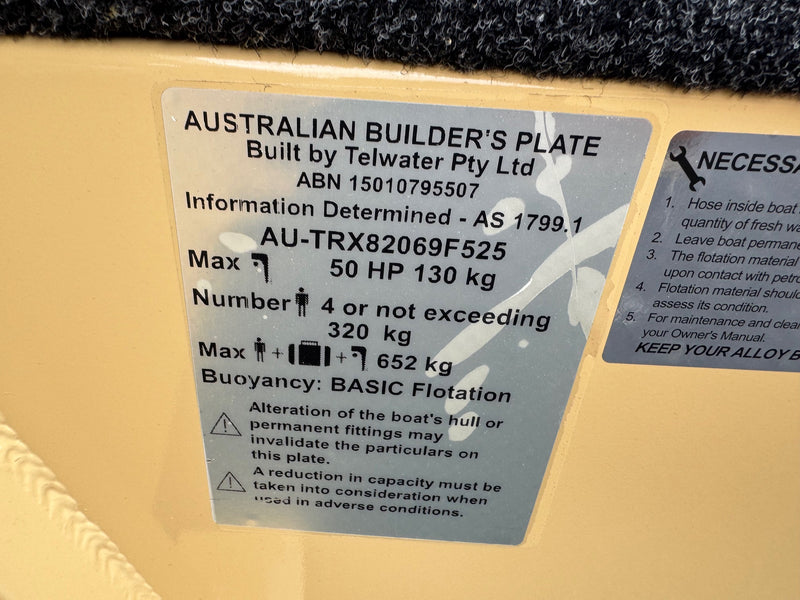 AUSTRALIAN BUILDER'S PLATE
Built by Telwater Pty Ltd
ABN 15010795507
Information Determined - AS 1799.1
AU-TRX82069F525
Max 50 HP 130 kg
Number 4 or not exceeding
320 kg
Max + + 652 kg
Buoyancy: BASIC Flotation
Alteration of the boat's hull or
permanent fittings may
invalidate the particulars on
this plate.
A reduction in capacity must be
taken into consideration when
used in adverse conditions.
1. Hose inside boat
quantity of fresh
2. Leave boat
3. The flotation material
upon contact with
4. Flotation material
assess its condition.
5. For maintenance and
your Owner's Manual.
KEEP YOUR ALLOY